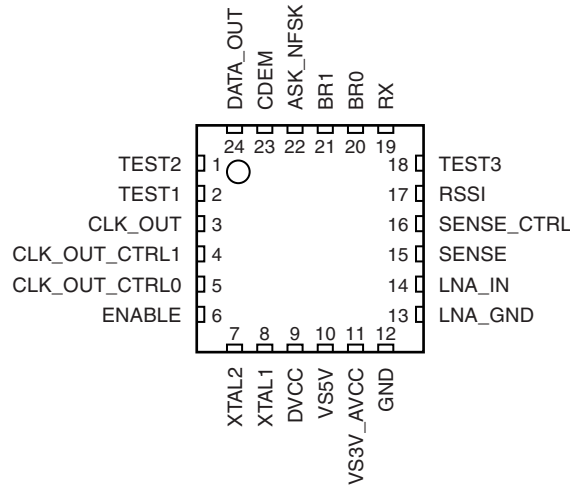 DATA_OUT
CDEM
ASK_NFSK
BR1
BR0
RX
24 23 22 21 20 19
TEST2 1 18 TEST3
TEST1 2 17 RSSI
CLK_OUT 3 16 SENSE_CTRL
CLK_OUT_CTRL1 4 15 SENSE
CLK_OUT_CTRL0 5 14 LNA_IN
ENABLE 6 13 LNA_GND
7 8 9 10 11 12
XTAL2
XTAL1
DVCC
VS5V
VS3V_AVCC
GND